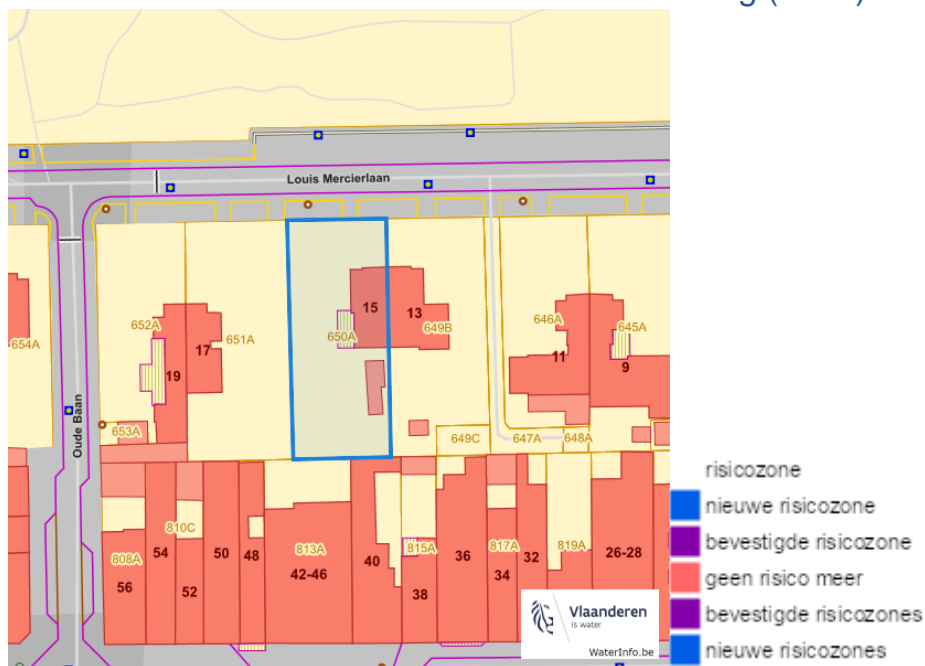 Louis Mercierlaan
Oude Baan
654A
652A
19
17
651A
653A
15
650A
13
649B
649C
646A
11
645A
9
647A
648A
808A
56
54
810C
52
50
48
813A
42-46
40
815A
38
36
817A
34
32
819A
26-28
Vlaanderen
is water
WaterInfo.be
risicozone
nieuwe risicozone
bevestigde risicozone
geen risico meer
bevestigde risicozones
nieuwe risicozones